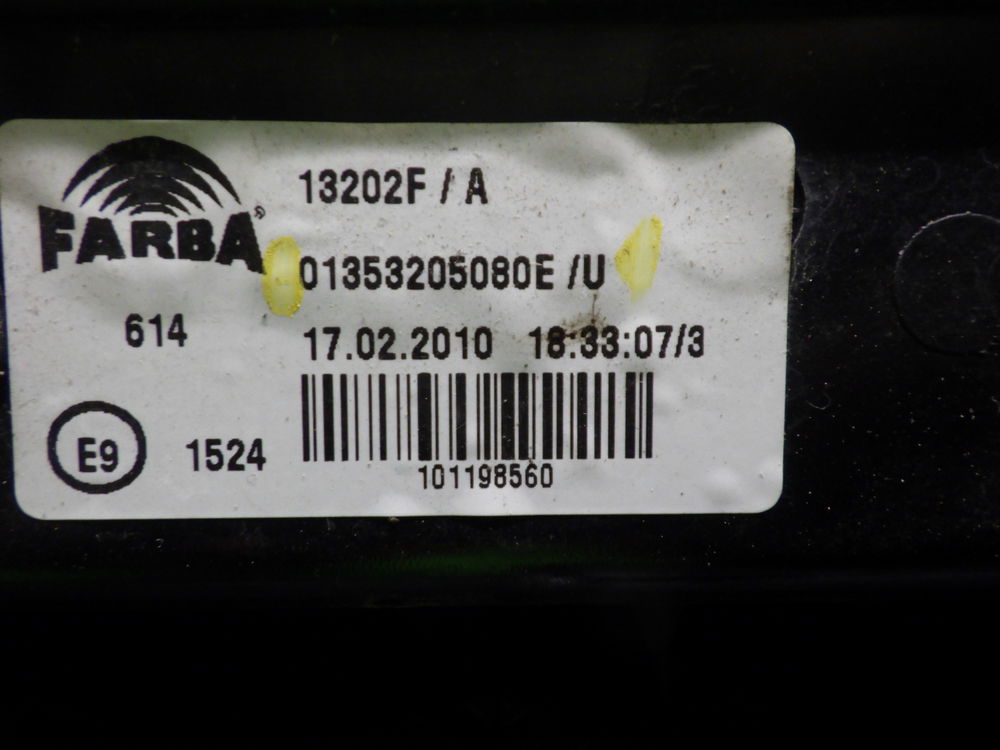 FARBA®
13202F / A
01353205080E /U
614
17.02.2010 18:33:07/3
E9
1524
101198560